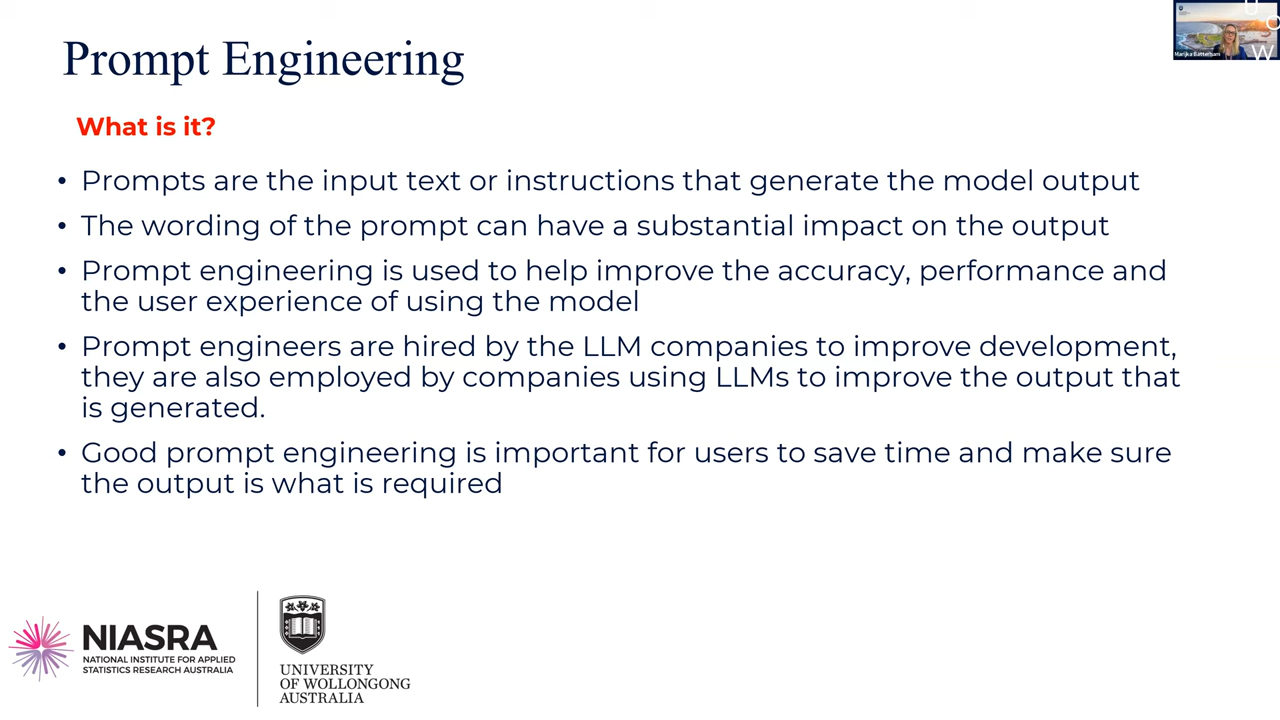 Prompt Engineering
U
O
W
Marijka Batterham
What is it?
• Prompts are the input text or instructions that generate the model output
• The wording of the prompt can have a substantial impact on the output
• Prompt engineering is used to help improve the accuracy, performance and
the user experience of using the model
• Prompt engineers are hired by the LLM companies to improve development,
they are also employed by companies using LLMs to improve the output that
is generated.
• Good prompt engineering is important for users to save time and make sure
the output is what is required
NIASRA
NATIONAL INSTITUTE FOR APPLIED
STATISTICS RESEARCH AUSTRALIA
UNIVERSITY
OF WOLLONGONG
AUSTRALIA